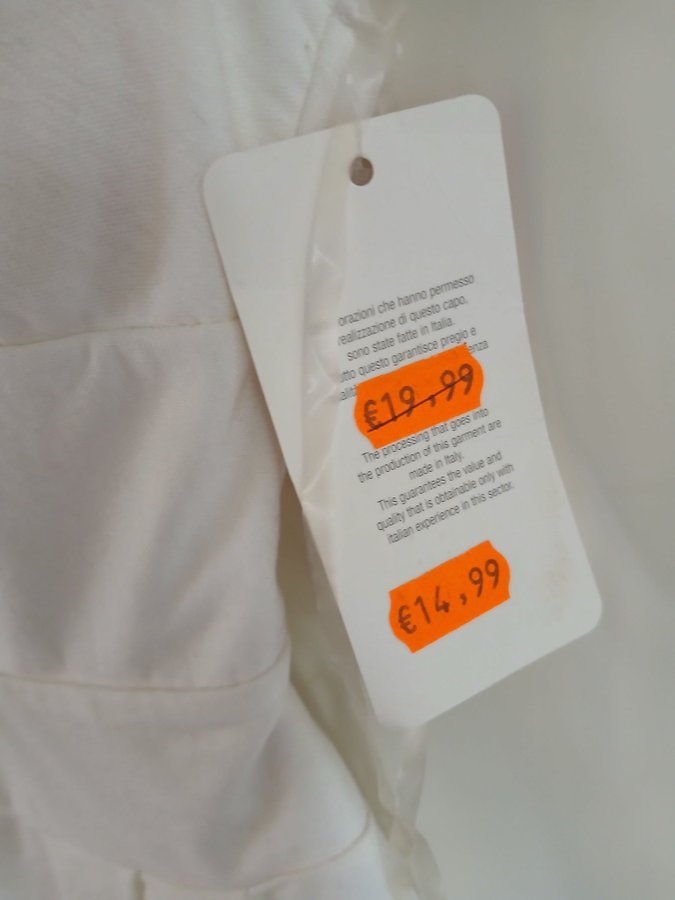 orazioni che hanno permesso
realizzazione di questo capo,
sono state fatte in Italia.
utto questo garantisce pregio e
€19,99
The processing that goes into
the production of this garment are
made in Italy.
This guarantees the value and
quality that is obtainable only with
italian experience in this sector.
€14,99